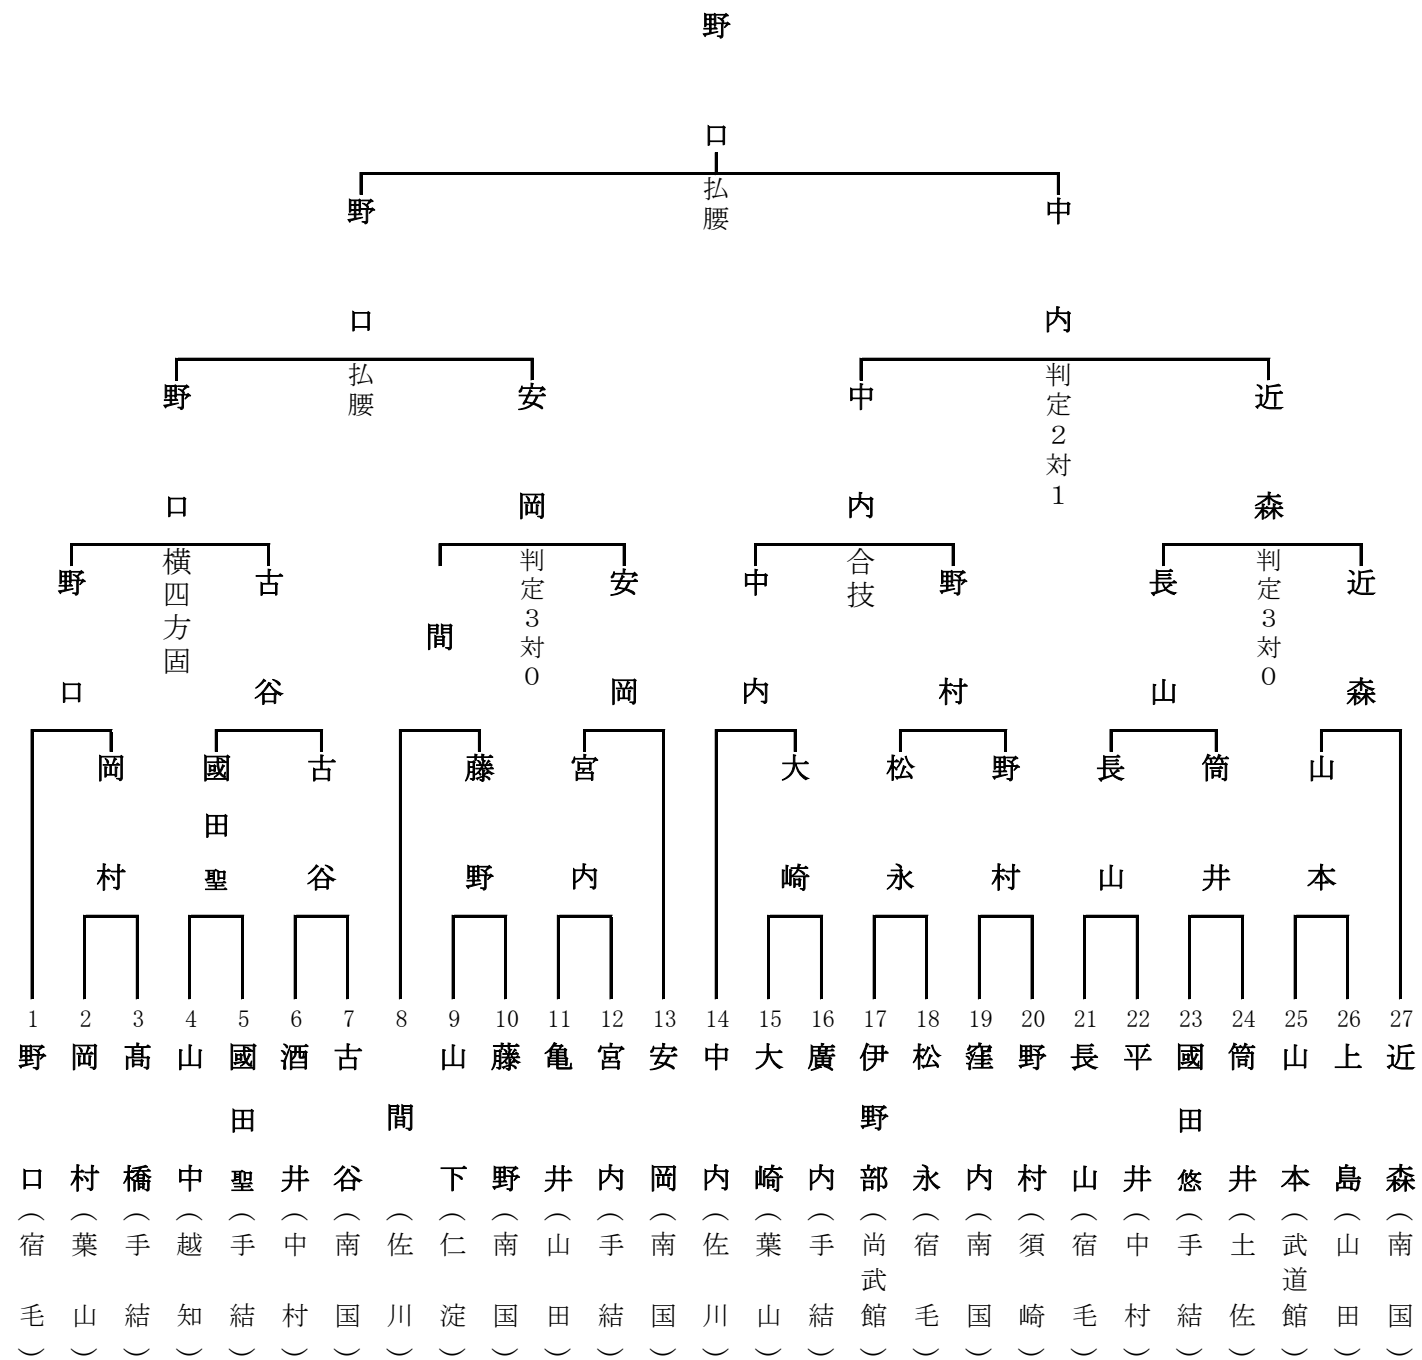 野口
払腰
野口
中内
払腰
判定2対1
野口
安岡
中内
近森
横四方固
判定3対0
合技
判定3対0
野口
古谷
間
安岡
中内
野村
長山
近森
岡村
國田聖
古谷
藤野
宮内
大崎
松永
野村
長山
筒井
山本
1 野口（宿毛）
2 岡村（葉山）
3 髙橋（手結）
4 山中（越知）
5 國田聖（手結）
6 酒井（中村）
7 古谷（南国）
8 間（佐川）
9 山下（仁淀）
10 藤野（南国）
11 亀井（山田）
12 宮内（手結）
13 安岡（南国）
14 中内（佐川）
15 大崎（葉山）
16 廣内（手結）
17 伊野部（尚武館）
18 松永（宿毛）
19 窪内（南国）
20 野村（須崎）
21 長山（宿毛）
22 平井（中村）
23 國田悠（手結）
24 筒井（土佐）
25 山本（武道館）
26 上島（山田）
27 近森（南国）